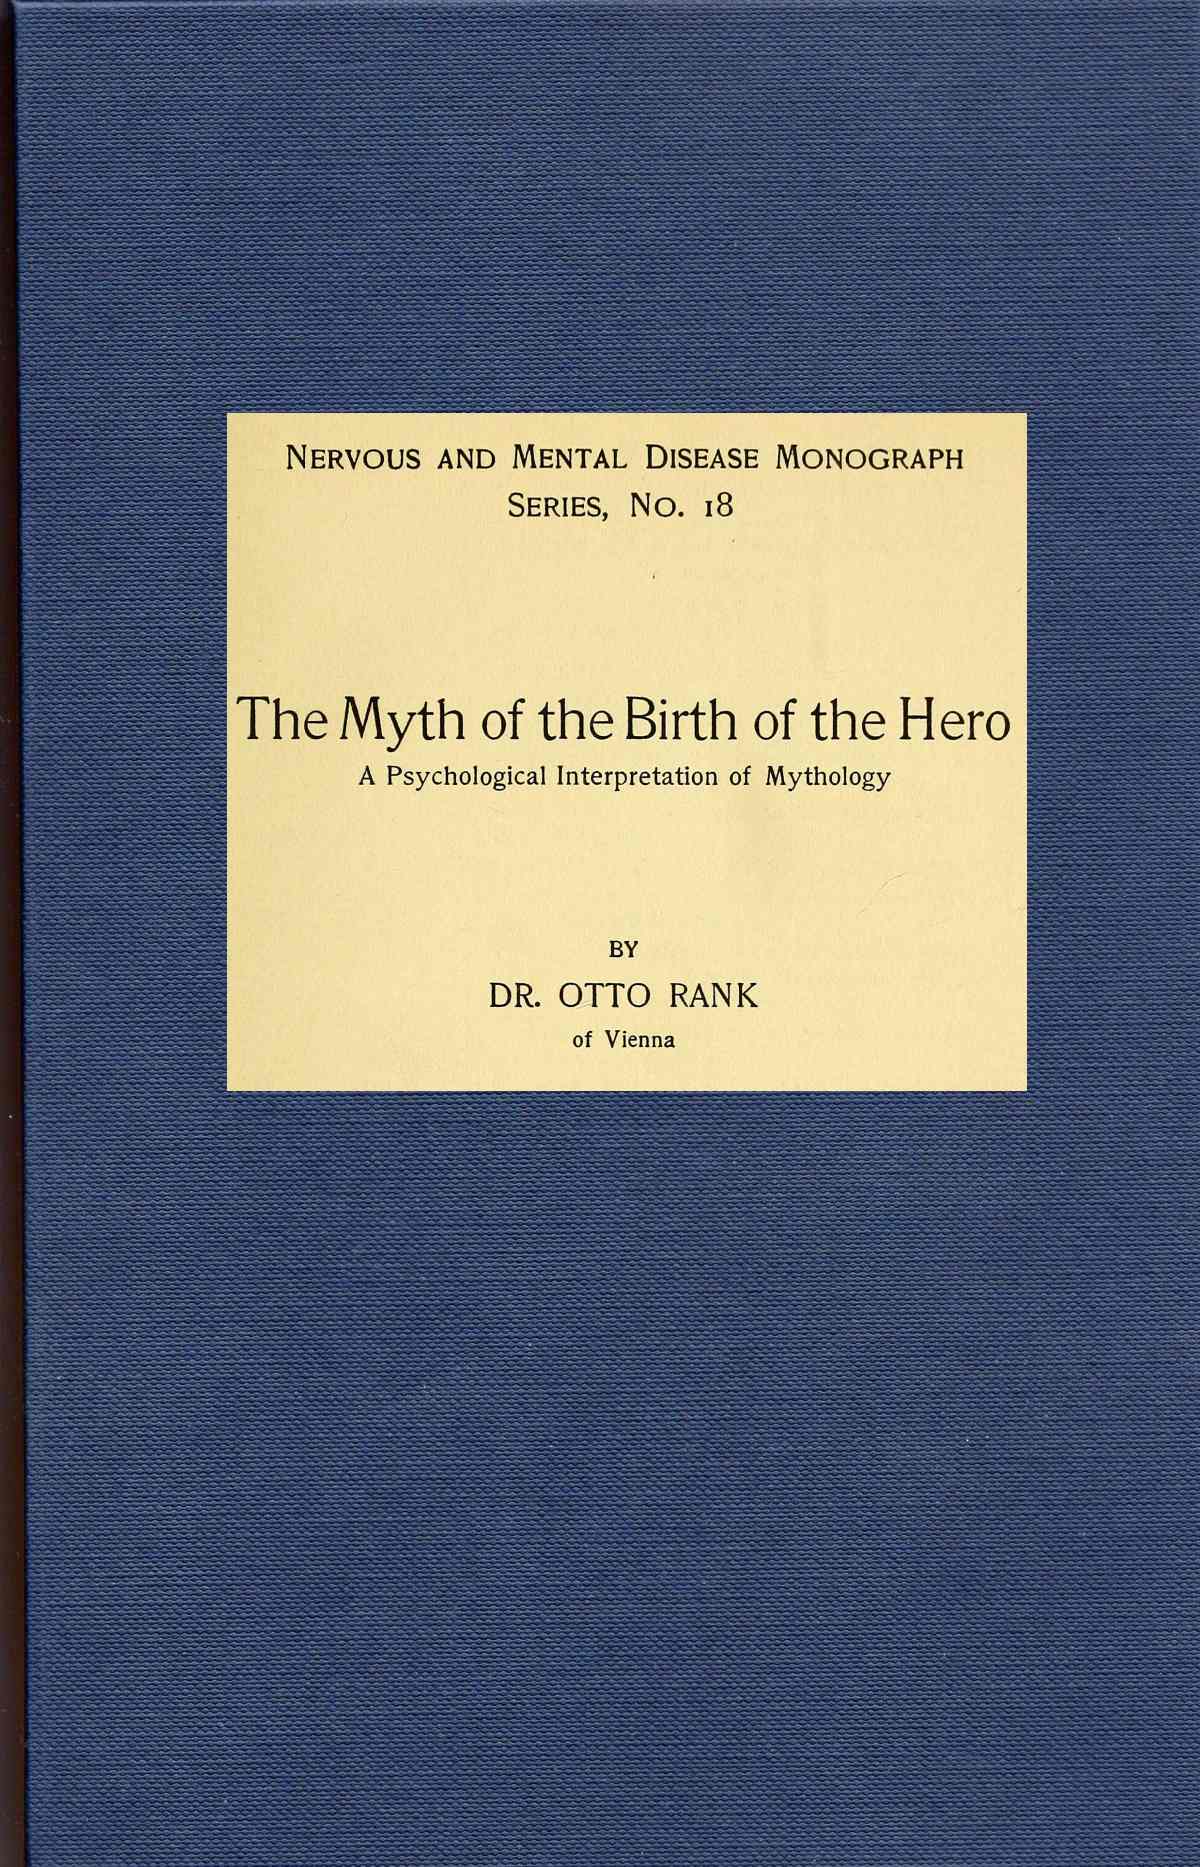 NERVOUS AND MENTAL DISEASE MONOGRAPH
SERIES, NO. 18
The Myth of the Birth of the Hero
A Psychological Interpretation of Mythology
BY
DR. OTTO RANK
of Vienna